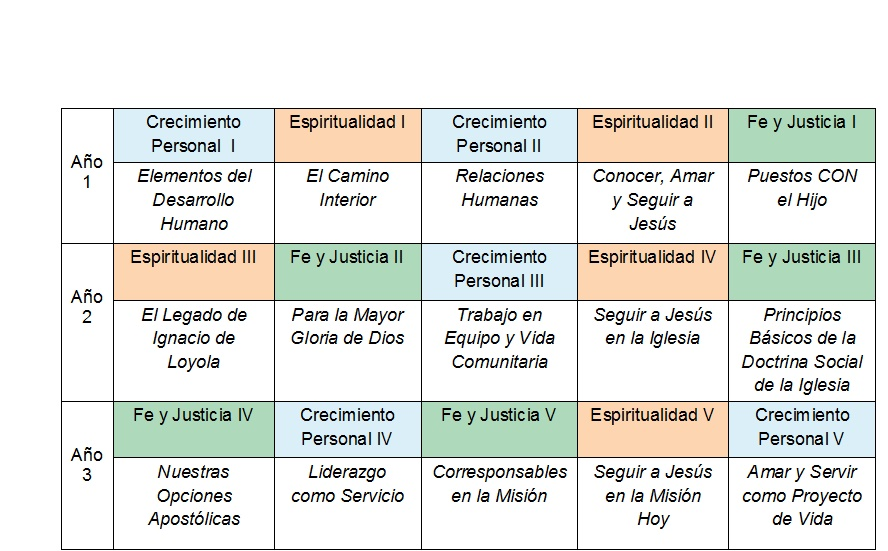 Año
1
Crecimiento
Personal  I
Espiritualidad I
Crecimiento
Personal II
Espiritualidad II
Fe y Justicia I
Elementos del
Desarrollo
Humano
El Camino
Interior
Relaciones
Humanas
Conocer, Amar
y Seguir a
Jesús
Puestos CON
el Hijo
Año
2
Espiritualidad III
Fe y Justicia II
Crecimiento
Personal III
Espiritualidad IV
Fe y Justicia III
El Legado de
Ignacio de
Loyola
Para la Mayor
Gloria de Dios
Trabajo en
Equipo y Vida
Comunitaria
Seguir a Jesús
en la Iglesia
Principios
Básicos de la
Doctrina Social
de la Iglesia
Año
3
Fe y Justicia IV
Crecimiento
Personal IV
Fe y Justicia V
Espiritualidad V
Crecimiento
Personal V
Nuestras
Opciones
Apostólicas
Liderazgo
como Servicio
Corresponsables
en la Misión
Seguir a Jesús
en la Misión
Hoy
Amar y Servir
como Proyecto
de Vida